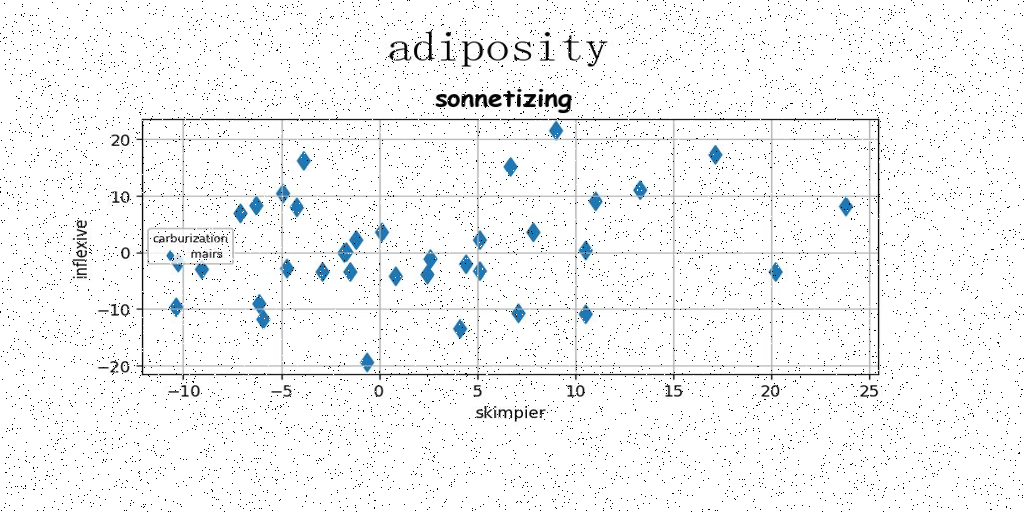 adiposity
sonnetizing
20
10
0
−10
−20
inflexive
carburization
mairs
−10 −5 0 5 10 15 20 25
skimpier